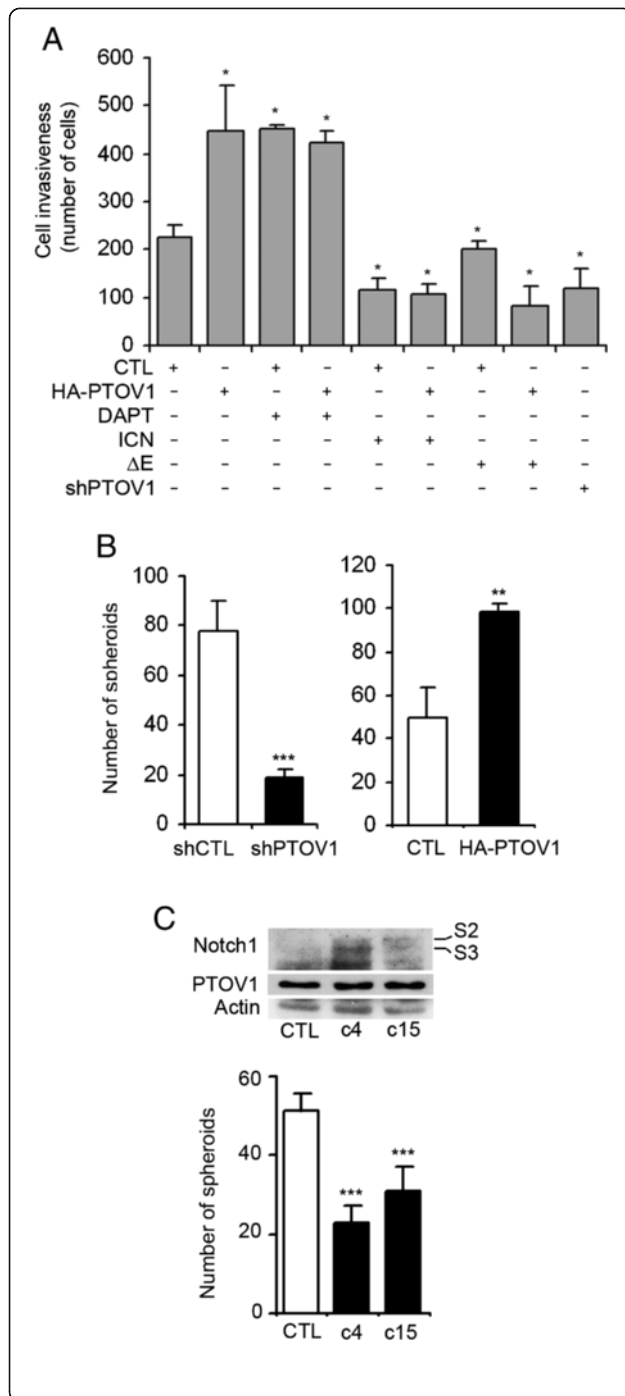 A
Cell invasiveness
(number of cells)
600
500
400
300
200
100
0
* * * * * * * *
CTL + – + – + – + – –
HA-PTOV1 – + – + – + – + –
DAPT – – + + – – – – –
ICN – – – – + + – – –
ΔE – – – – – – + + –
shPTOV1 – – – – – – – – +
B
Number of spheroids
100
80
60
40
20
0
***
shCTL shPTOV1
120
100
80
60
40
20
0
**
CTL HA-PTOV1
C
Notch1
S2
S3
PTOV1
Actin
CTL c4 c15
Number of spheroids
60
40
20
0
*** ***
CTL c4 c15